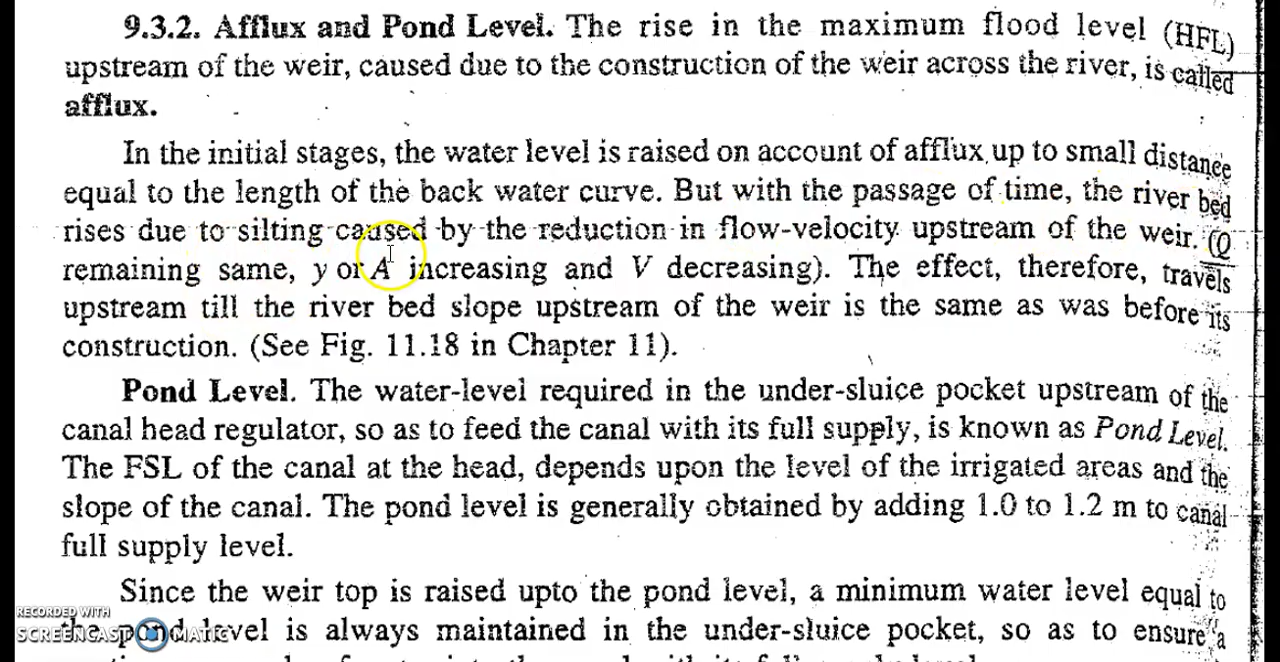 9.3.2. Afflux and Pond Level. The rise in the maximum flood level (HFL)
upstream of the weir, caused due to the construction of the weir across the river, is called
afflux.
In the initial stages, the water level is raised on account of afflux up to small distance
equal to the length of the back water curve. But with the passage of time, the river bed
rises due to silting caused by the reduction in flow-velocity upstream of the weir. (Q
remaining same, y or A increasing and V decreasing). The effect, therefore, travels
upstream till the river bed slope upstream of the weir is the same as was before its
construction. (See Fig. 11.18 in Chapter 11).
Pond Level. The water-level required in the under-sluice pocket upstream of the
canal head regulator, so as to feed the canal with its full supply, is known as Pond Level.
The FSL of the canal at the head, depends upon the level of the irrigated areas and the
slope of the canal. The pond level is generally obtained by adding 1.0 to 1.2 m to canal
full supply level.
Since the weir top is raised upto the pond level, a minimum water level equal to
the pond level is always maintained in the under-sluice pocket, so as to ensure a
RECORDED WITH
SCREENCAST MATIC